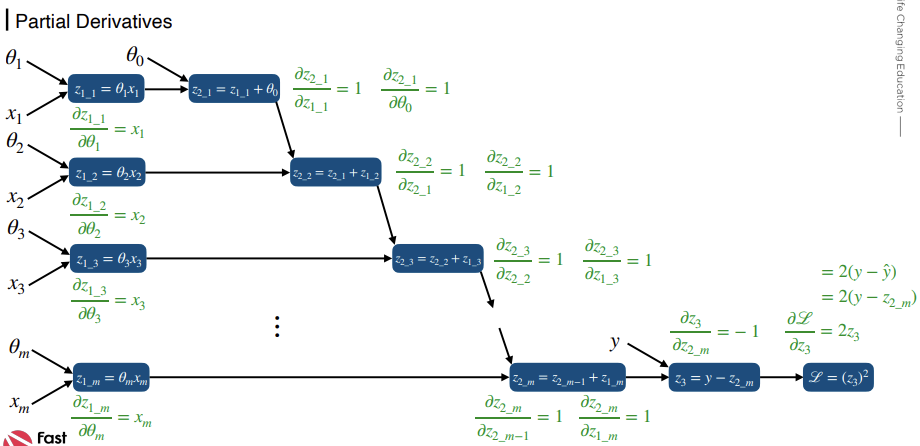 Partial Derivatives
ife Changing Education
θ₁
θ₀
z₁_₁ = θ₁x₁
z₂_₁ = z₁_₁ + θ₀
∂z₂_₁/∂z₁_₁ = 1
∂z₂_₁/∂θ₀ = 1
x₁
∂z₁_₁/∂θ₁ = x₁
θ₂
z₁_₂ = θ₂x₂
z₂_₂ = z₂_₁ + z₁_₂
∂z₂_₂/∂z₂_₁ = 1
∂z₂_₂/∂z₁_₂ = 1
x₂
∂z₁_₂/∂θ₂ = x₂
θ₃
z₁_₃ = θ₃x₃
z₂_₃ = z₂_₂ + z₁_₃
∂z₂_₃/∂z₂_₂ = 1
∂z₂_₃/∂z₁_₃ = 1
x₃
∂z₁_₃/∂θ₃ = x₃
⋮
= 2(y − ŷ)
= 2(y − z₂_ₘ)
∂z₃/∂z₂_ₘ = − 1
∂ℒ/∂z₃ = 2z₃
θₘ
y
z₁_ₘ = θₘxₘ
z₂_ₘ = z₂_ₘ₋₁ + z₁_ₘ
z₃ = y − z₂_ₘ
ℒ = (z₃)²
xₘ
∂z₁_ₘ/∂θₘ = xₘ
∂z₂_ₘ/∂z₂_ₘ₋₁ = 1
∂z₂_ₘ/∂z₁_ₘ = 1
Fast